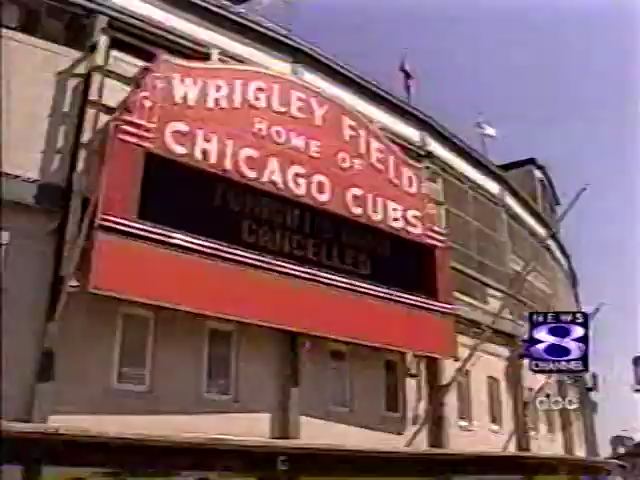 WRIGLEY FIELD
HOME OF
CHICAGO CUBS
TONIGHT'S GAME
CANCELLED
NEWS
8
CHANNEL
abc